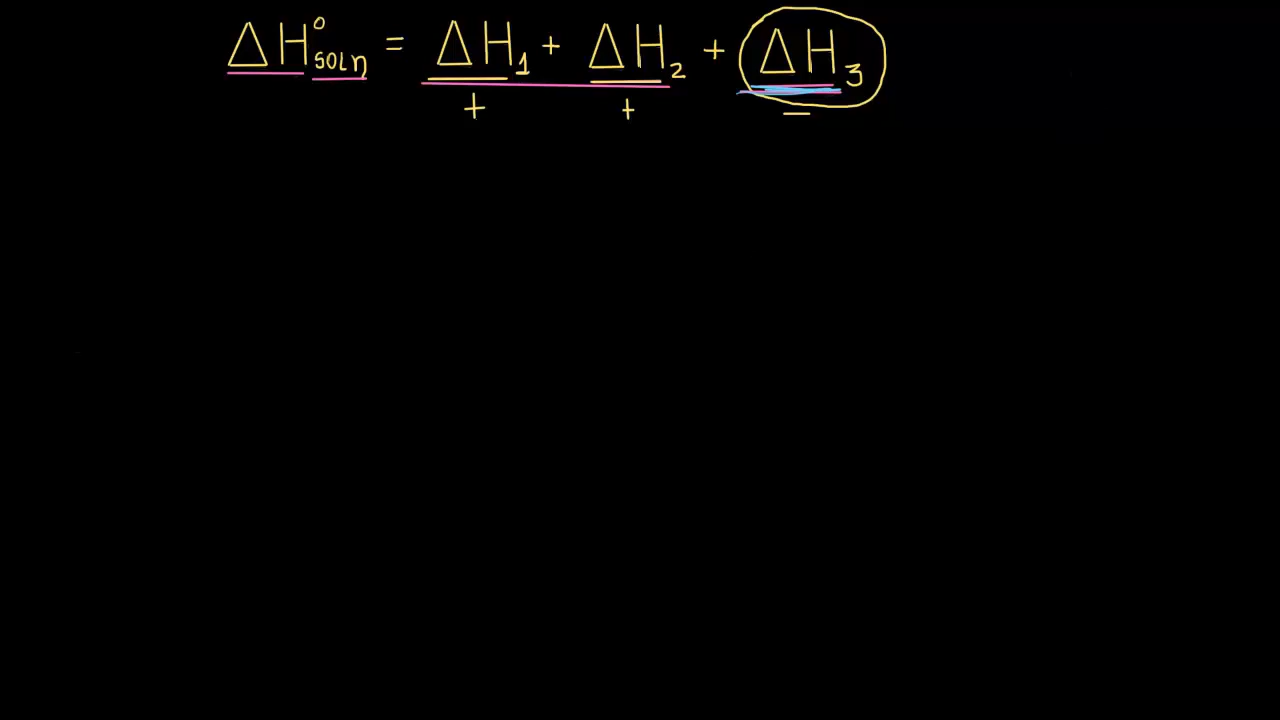 ΔH°soln = ΔH1 + ΔH2 + ΔH3
+ + −